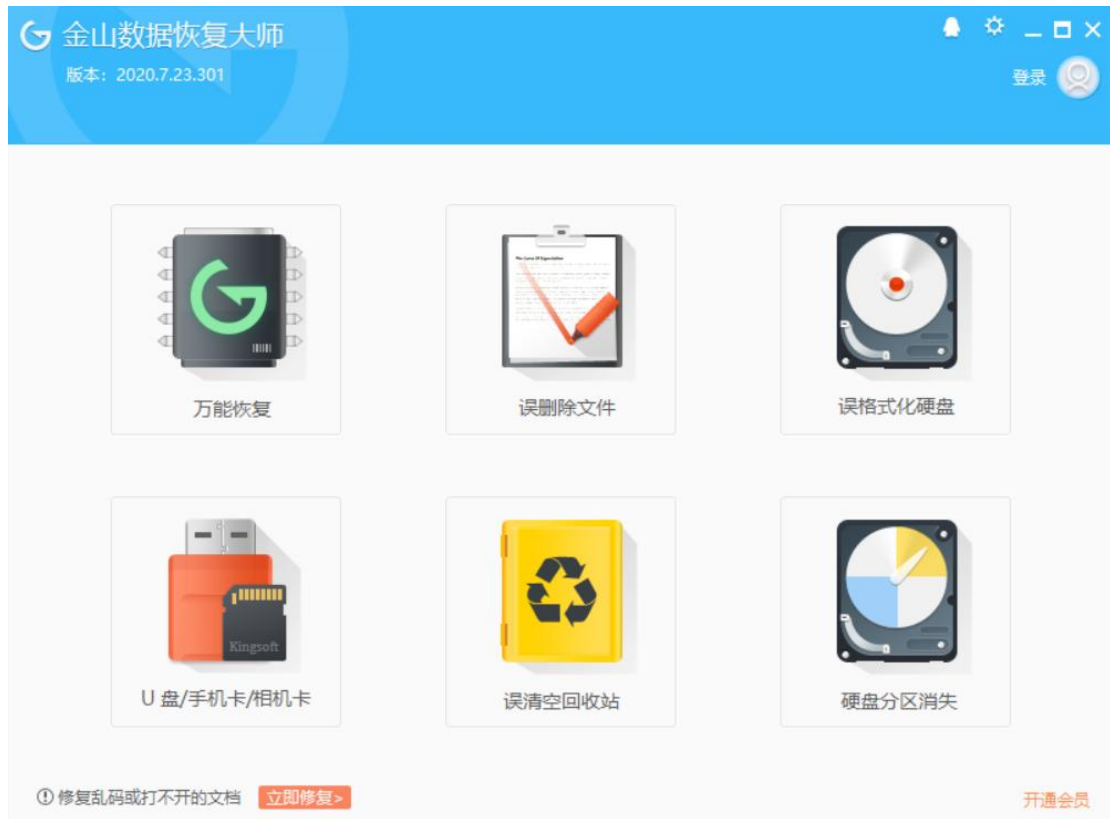 金山数据恢复大师
版本：2020.7.23.301
登录
万能恢复
误删除文件
误格式化硬盘
Kingsoft
U 盘/手机卡/相机卡
误清空回收站
硬盘分区消失
修复乱码或打不开的文档 立即修复>
开通会员